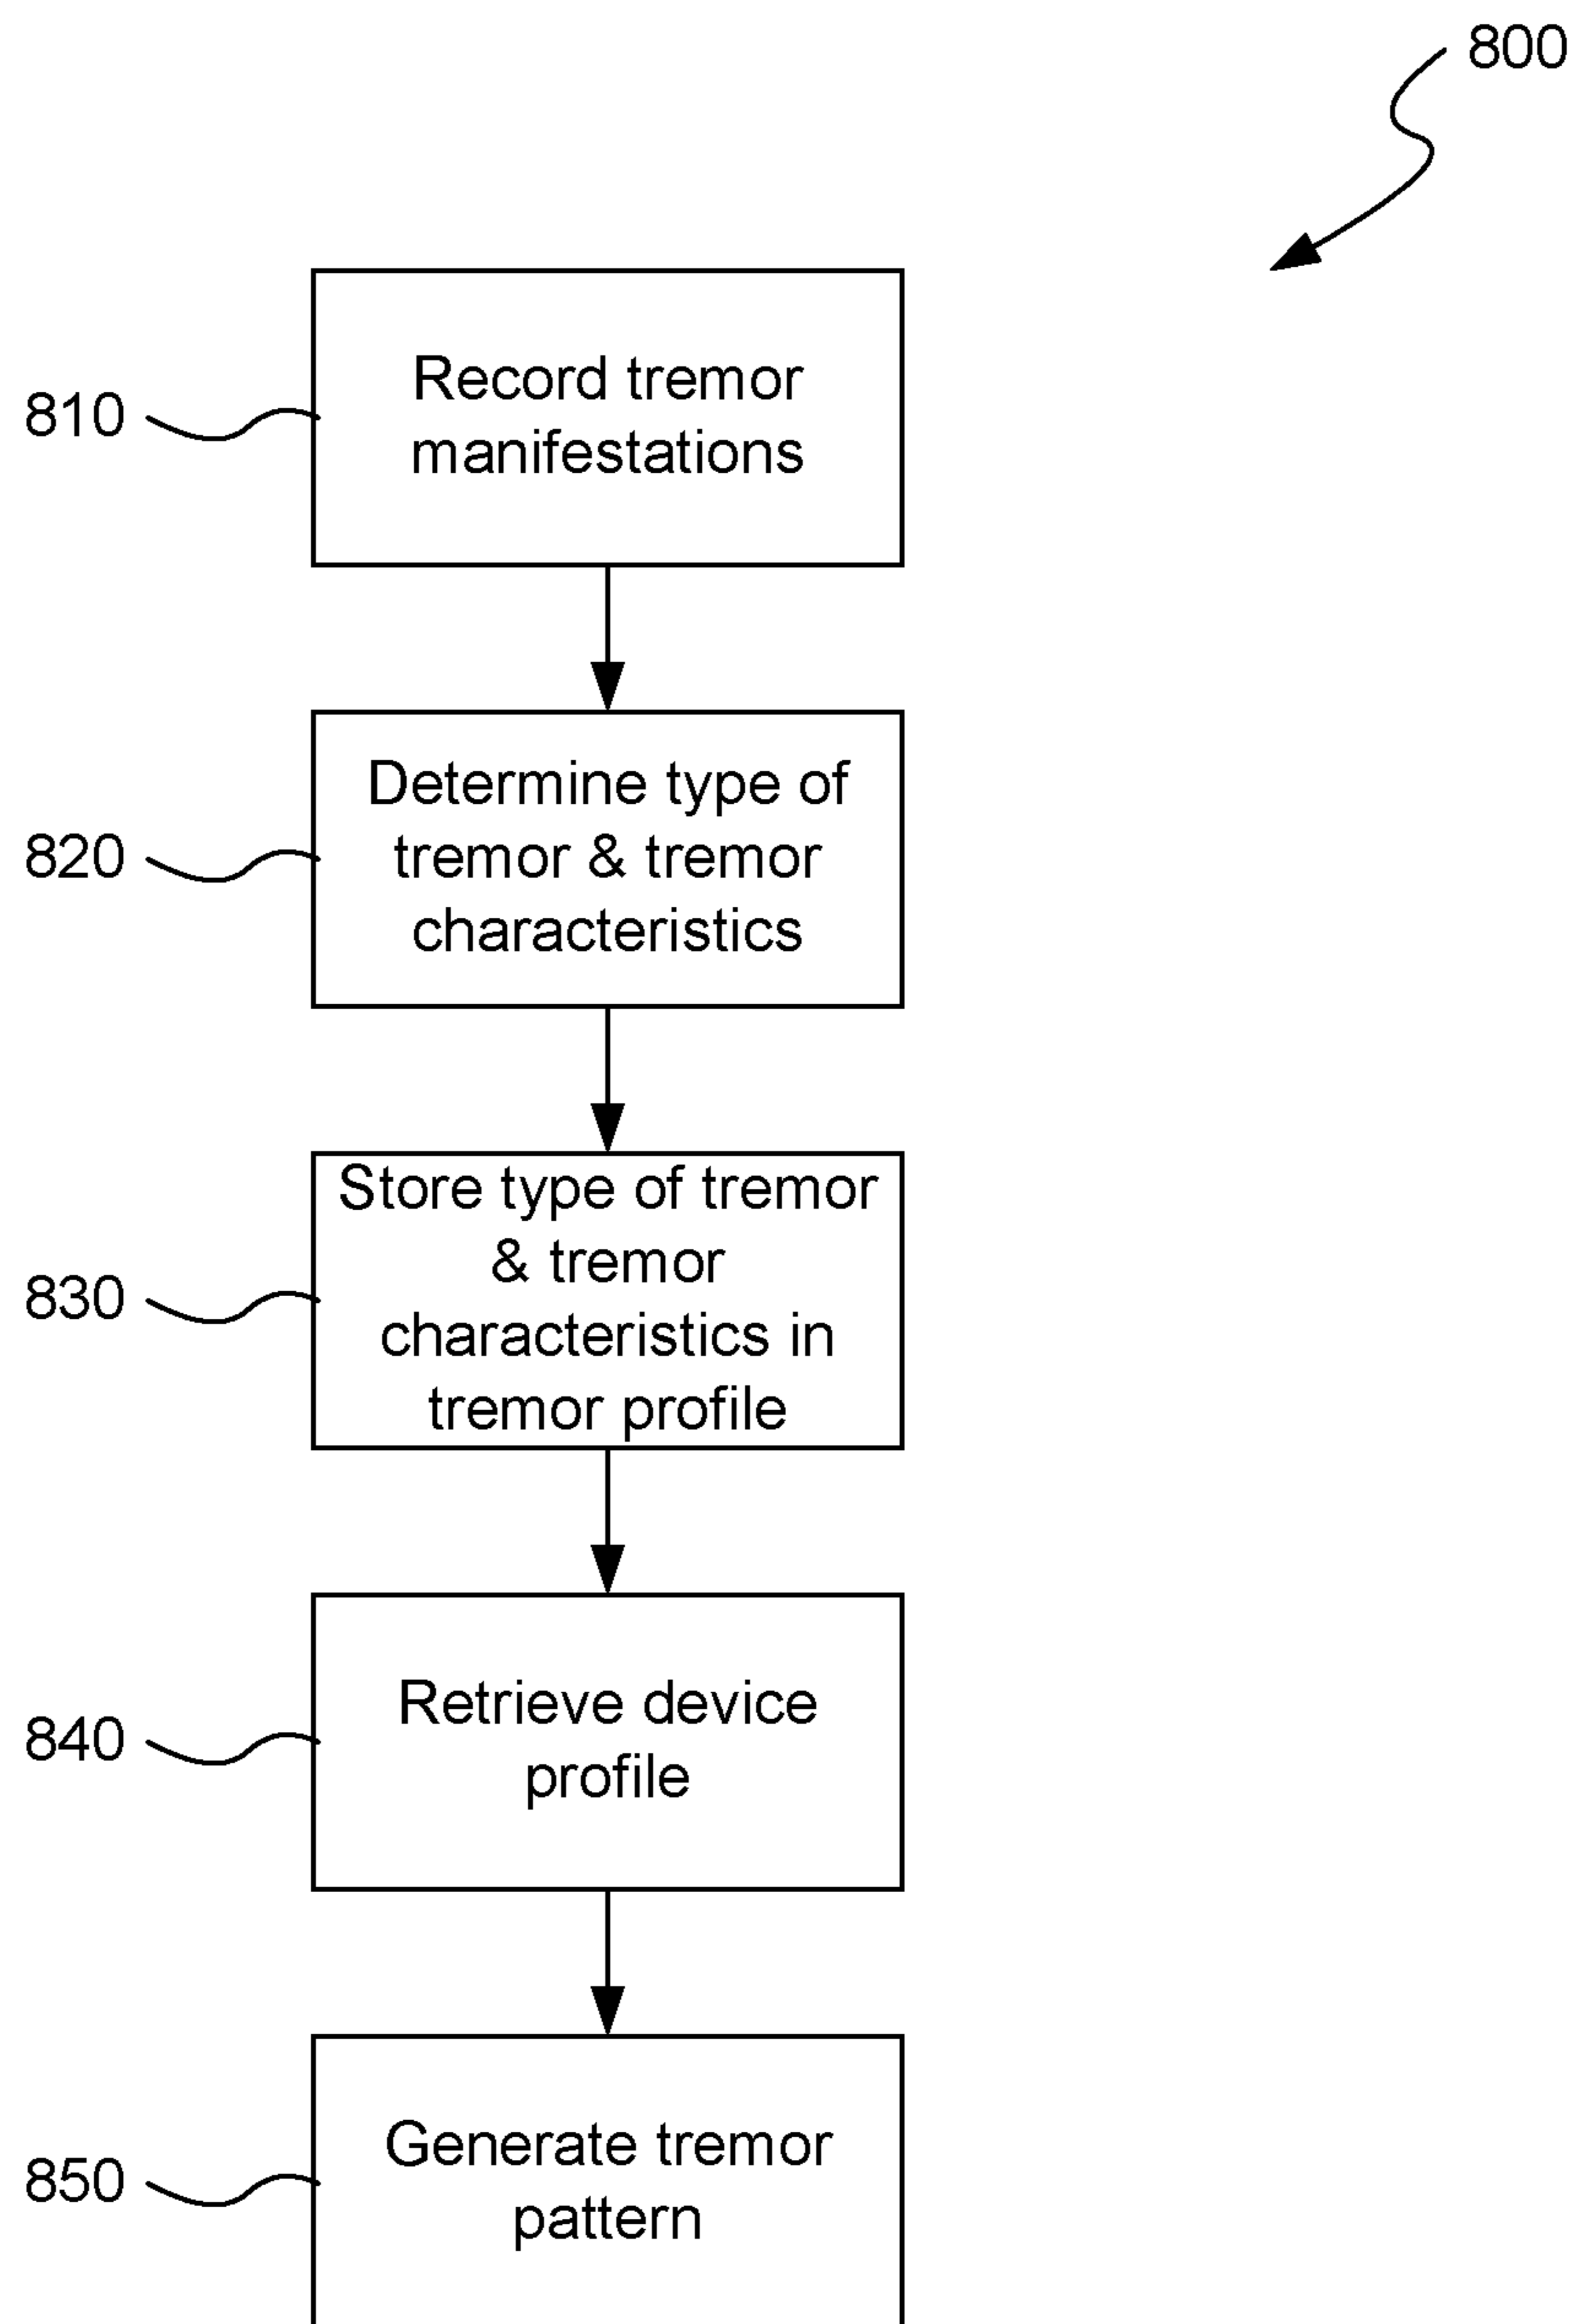 800
810
Record tremor
manifestations
820
Determine type of
tremor & tremor
characteristics
830
Store type of tremor
& tremor
characteristics in
tremor profile
840
Retrieve device
profile
850
Generate tremor
pattern